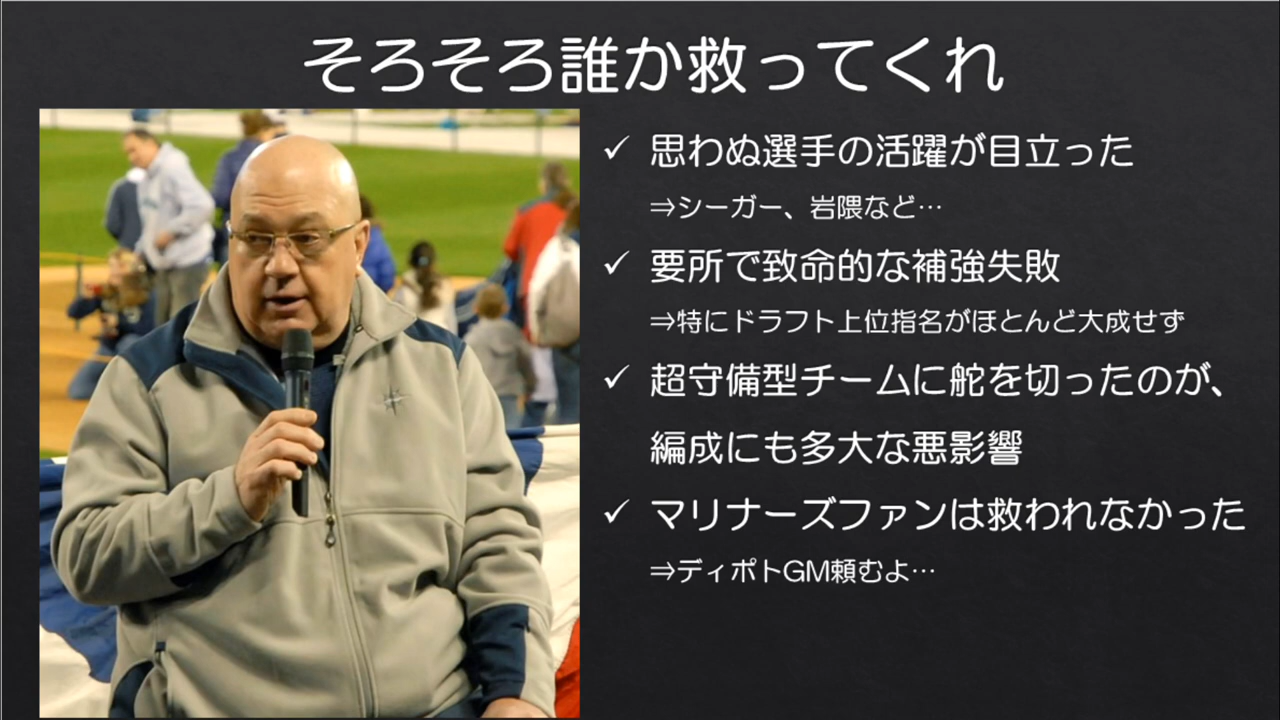 そろそろ誰か救ってくれ
✓ 思わぬ選手の活躍が目立った
⇒シーガー、岩隈など…
✓ 要所で致命的な補強失敗
⇒特にドラフト上位指名がほとんど大成せず
✓ 超守備型チームに舵を切ったのが、
編成にも多大な悪影響
✓ マリナーズファンは救われなかった
⇒ディポトGM頼むよ…